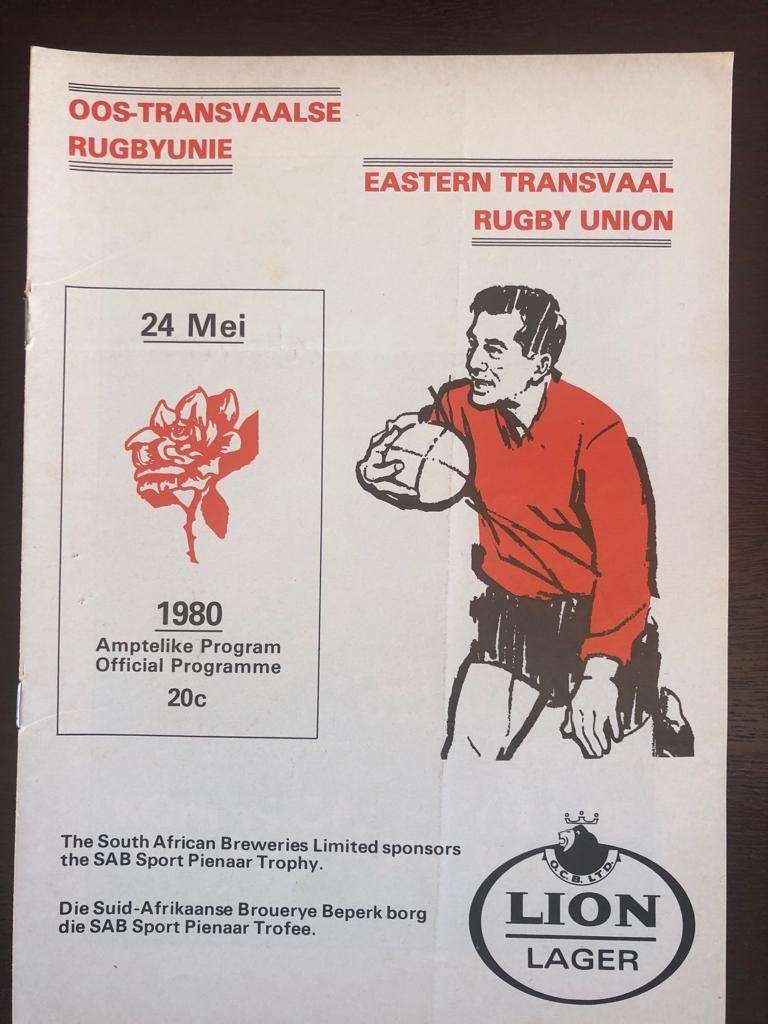 OOS-TRANSVAALSE
RUGBYUNIE
EASTERN TRANSVAAL
RUGBY UNION
24 Mei
1980
Amptelike Program
Official Programme
20c
The South African Breweries Limited sponsors
the SAB Sport Pienaar Trophy.
Die Suid-Afrikaanse Brouerye Beperk borg
die SAB Sport Pienaar Trofee.
O.C.B. LTD.
LION
LAGER